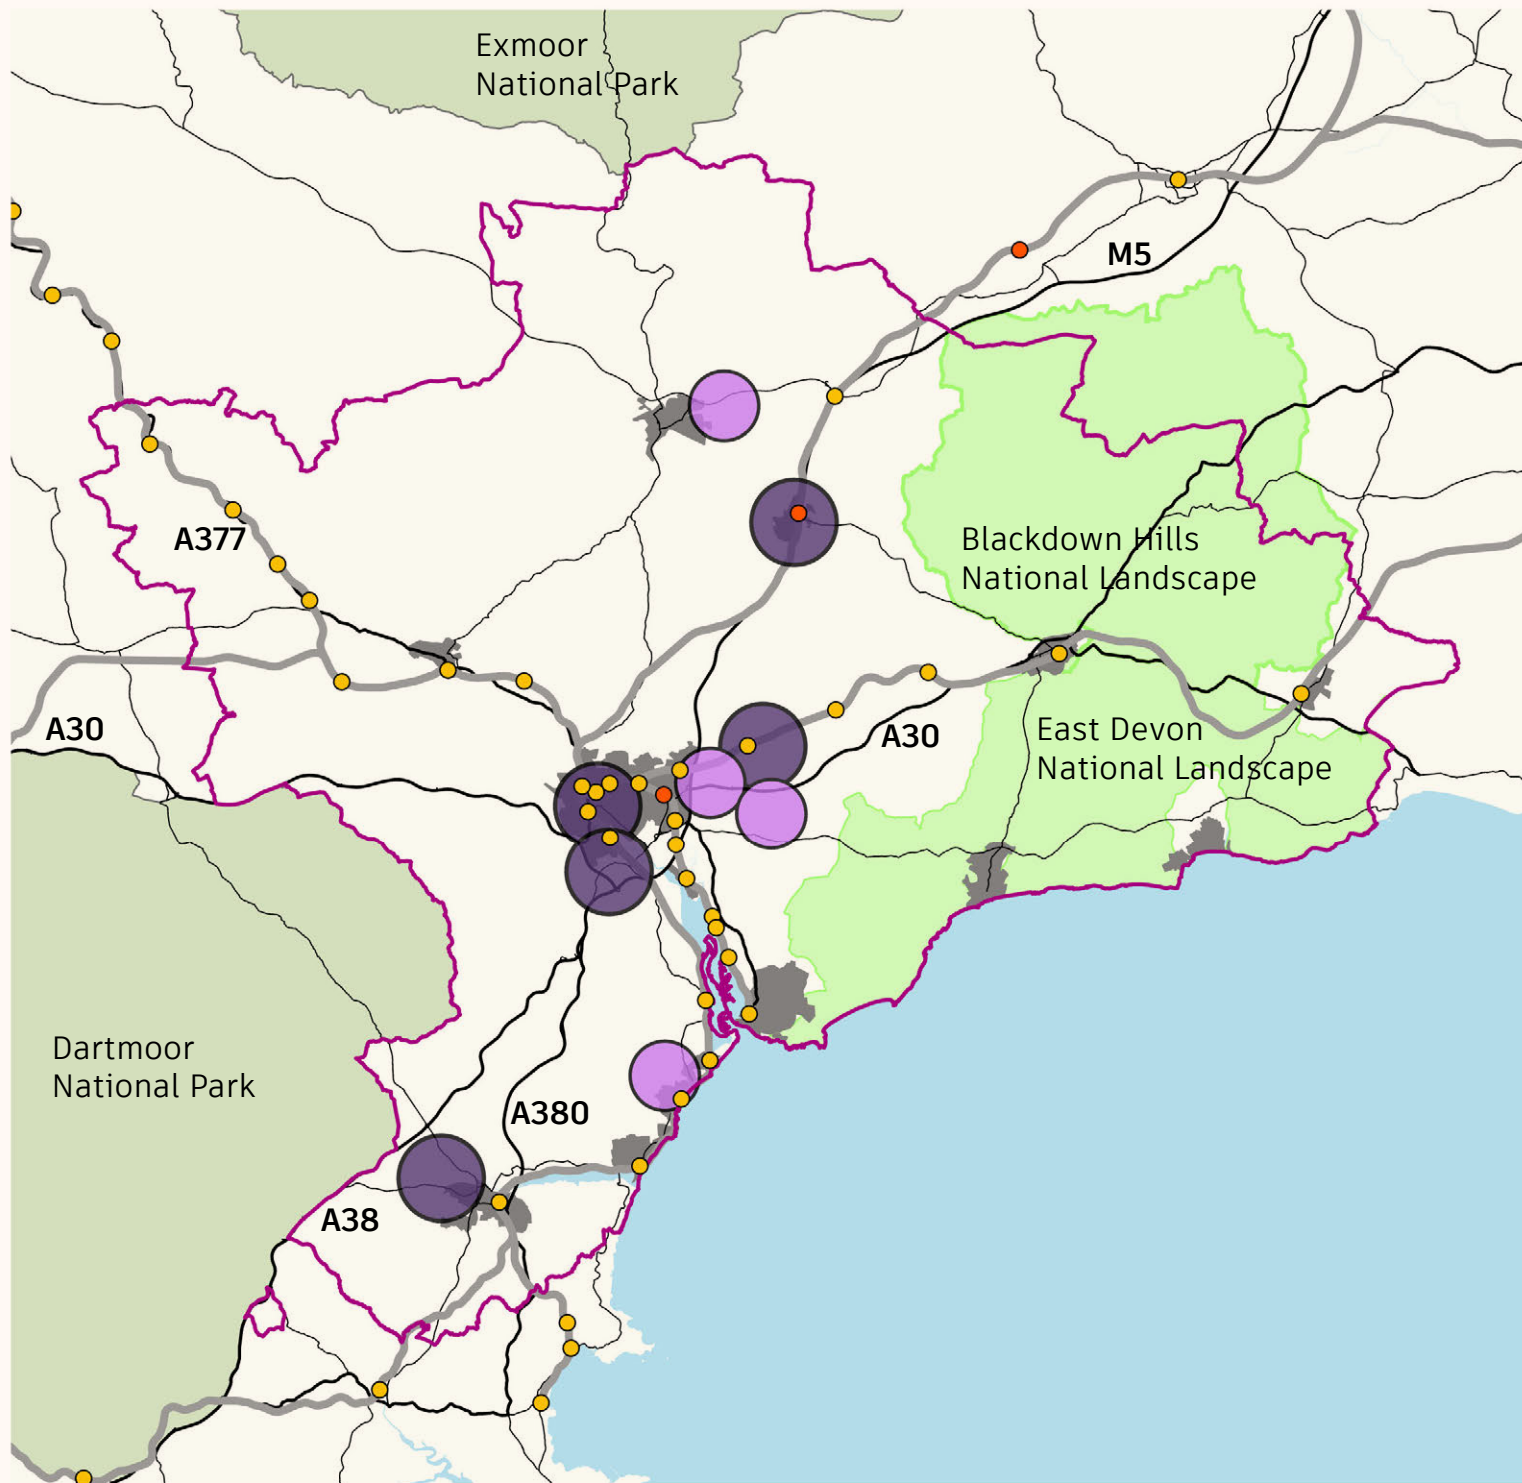 Exmoor
National Park
M5
A377
Blackdown Hills
National Landscape
A30
A30
East Devon
National Landscape
Dartmoor
National Park
A380
A38